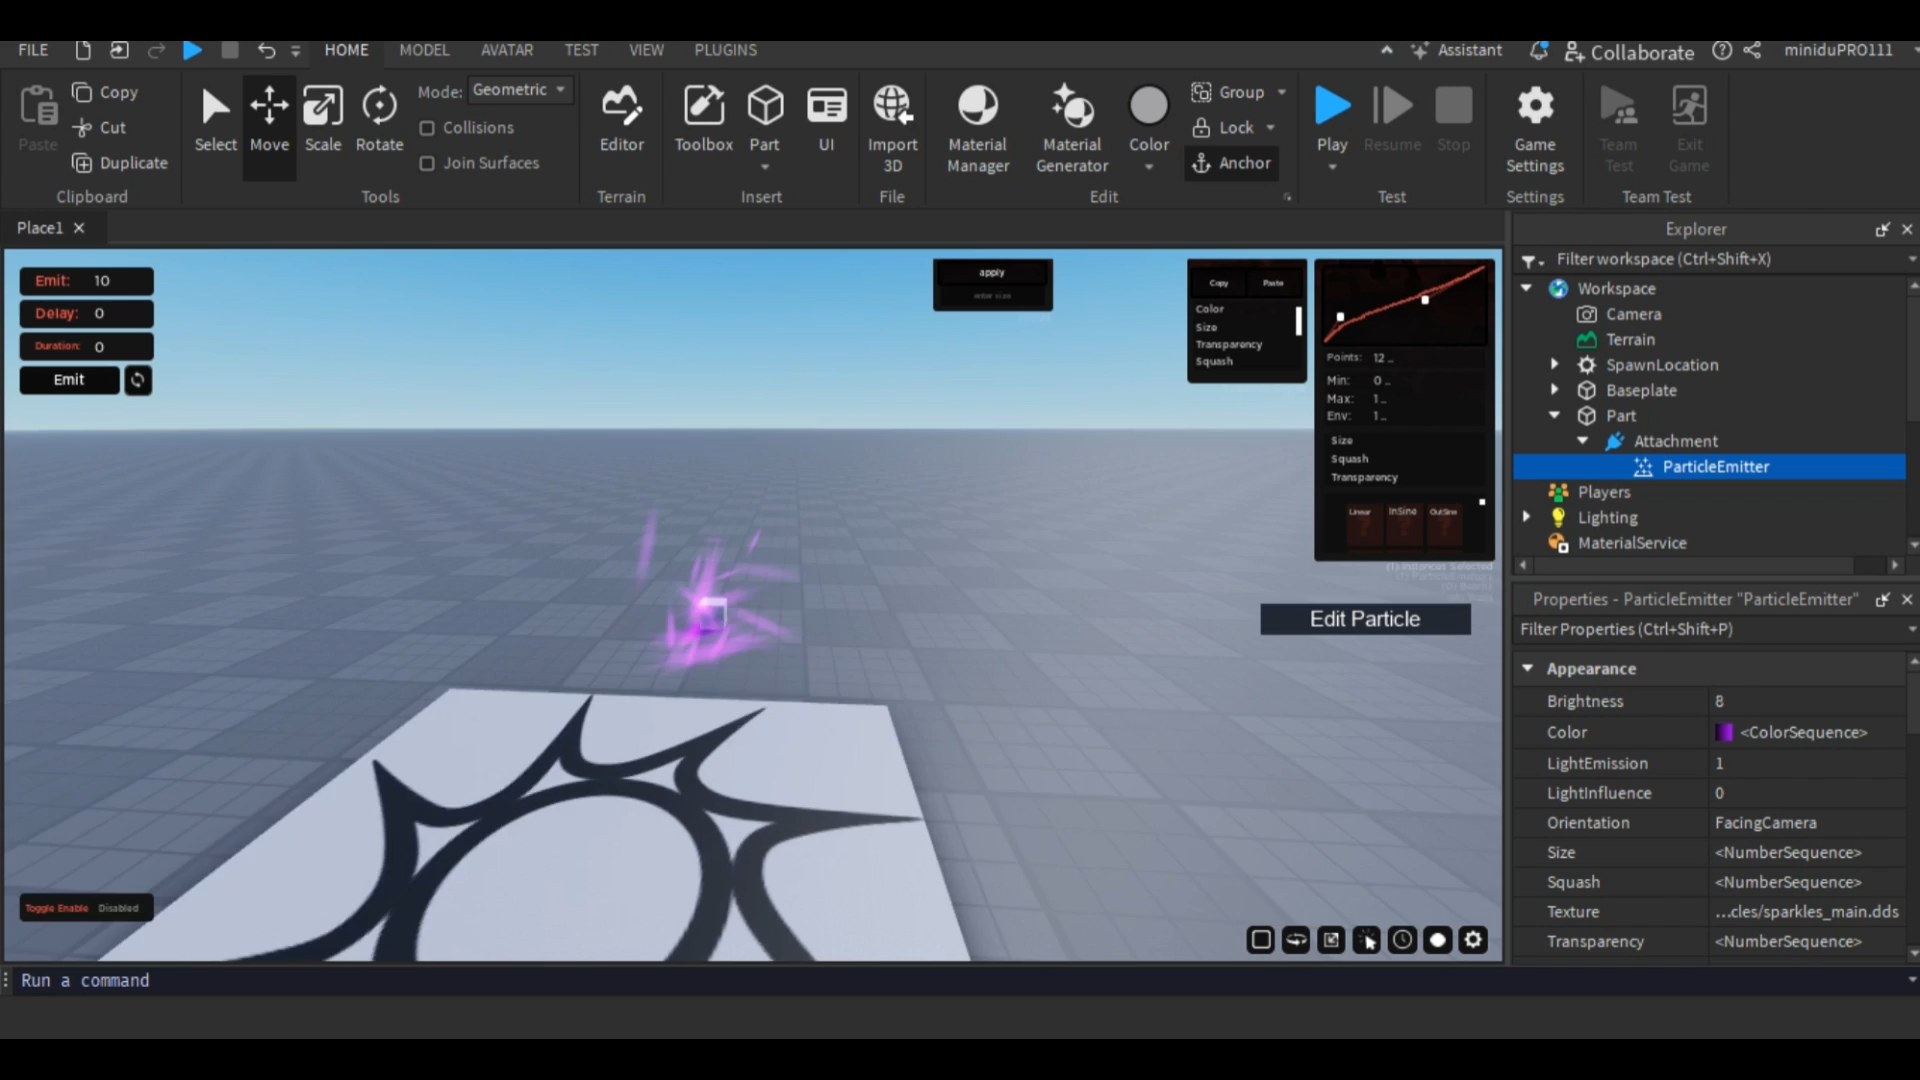 FILE HOME MODEL AVATAR TEST VIEW PLUGINS Assistant Collaborate miniduPRO111
Paste Copy Cut Duplicate Clipboard
Select Move Scale Rotate Tools
Mode: Geometric
Collisions
Join Surfaces
Editor Terrain
Toolbox Part UI Insert
Import 3D File
Material Manager Material Generator Color Group Lock Anchor Edit
Play Resume Stop Test
Game Settings Settings
Team Test Exit Game Team Test
Place1
Emit: 10
Delay: 0
Duration: 0
Emit
apply
enter size
Copy Paste
Color
Size
Transparency
Squash
Points: 12 ..
Min: 0 ..
Max: 1..
Env: 1..
Size
Squash
Transparency
Linear InSine OutSine
(1) Instances Selected
Edit Particle
Toggle Enable Disabled
Run a command
Explorer
Filter workspace (Ctrl+Shift+X)
Workspace
Camera
Terrain
SpawnLocation
Baseplate
Part
Attachment
ParticleEmitter
Players
Lighting
MaterialService
Properties - ParticleEmitter "ParticleEmitter"
Filter Properties (Ctrl+Shift+P)
Appearance
Brightness 8
Color <ColorSequence>
LightEmission 1
LightInfluence 0
Orientation FacingCamera
Size <NumberSequence>
Squash <NumberSequence>
Texture ...cles/sparkles_main.dds
Transparency <NumberSequence>